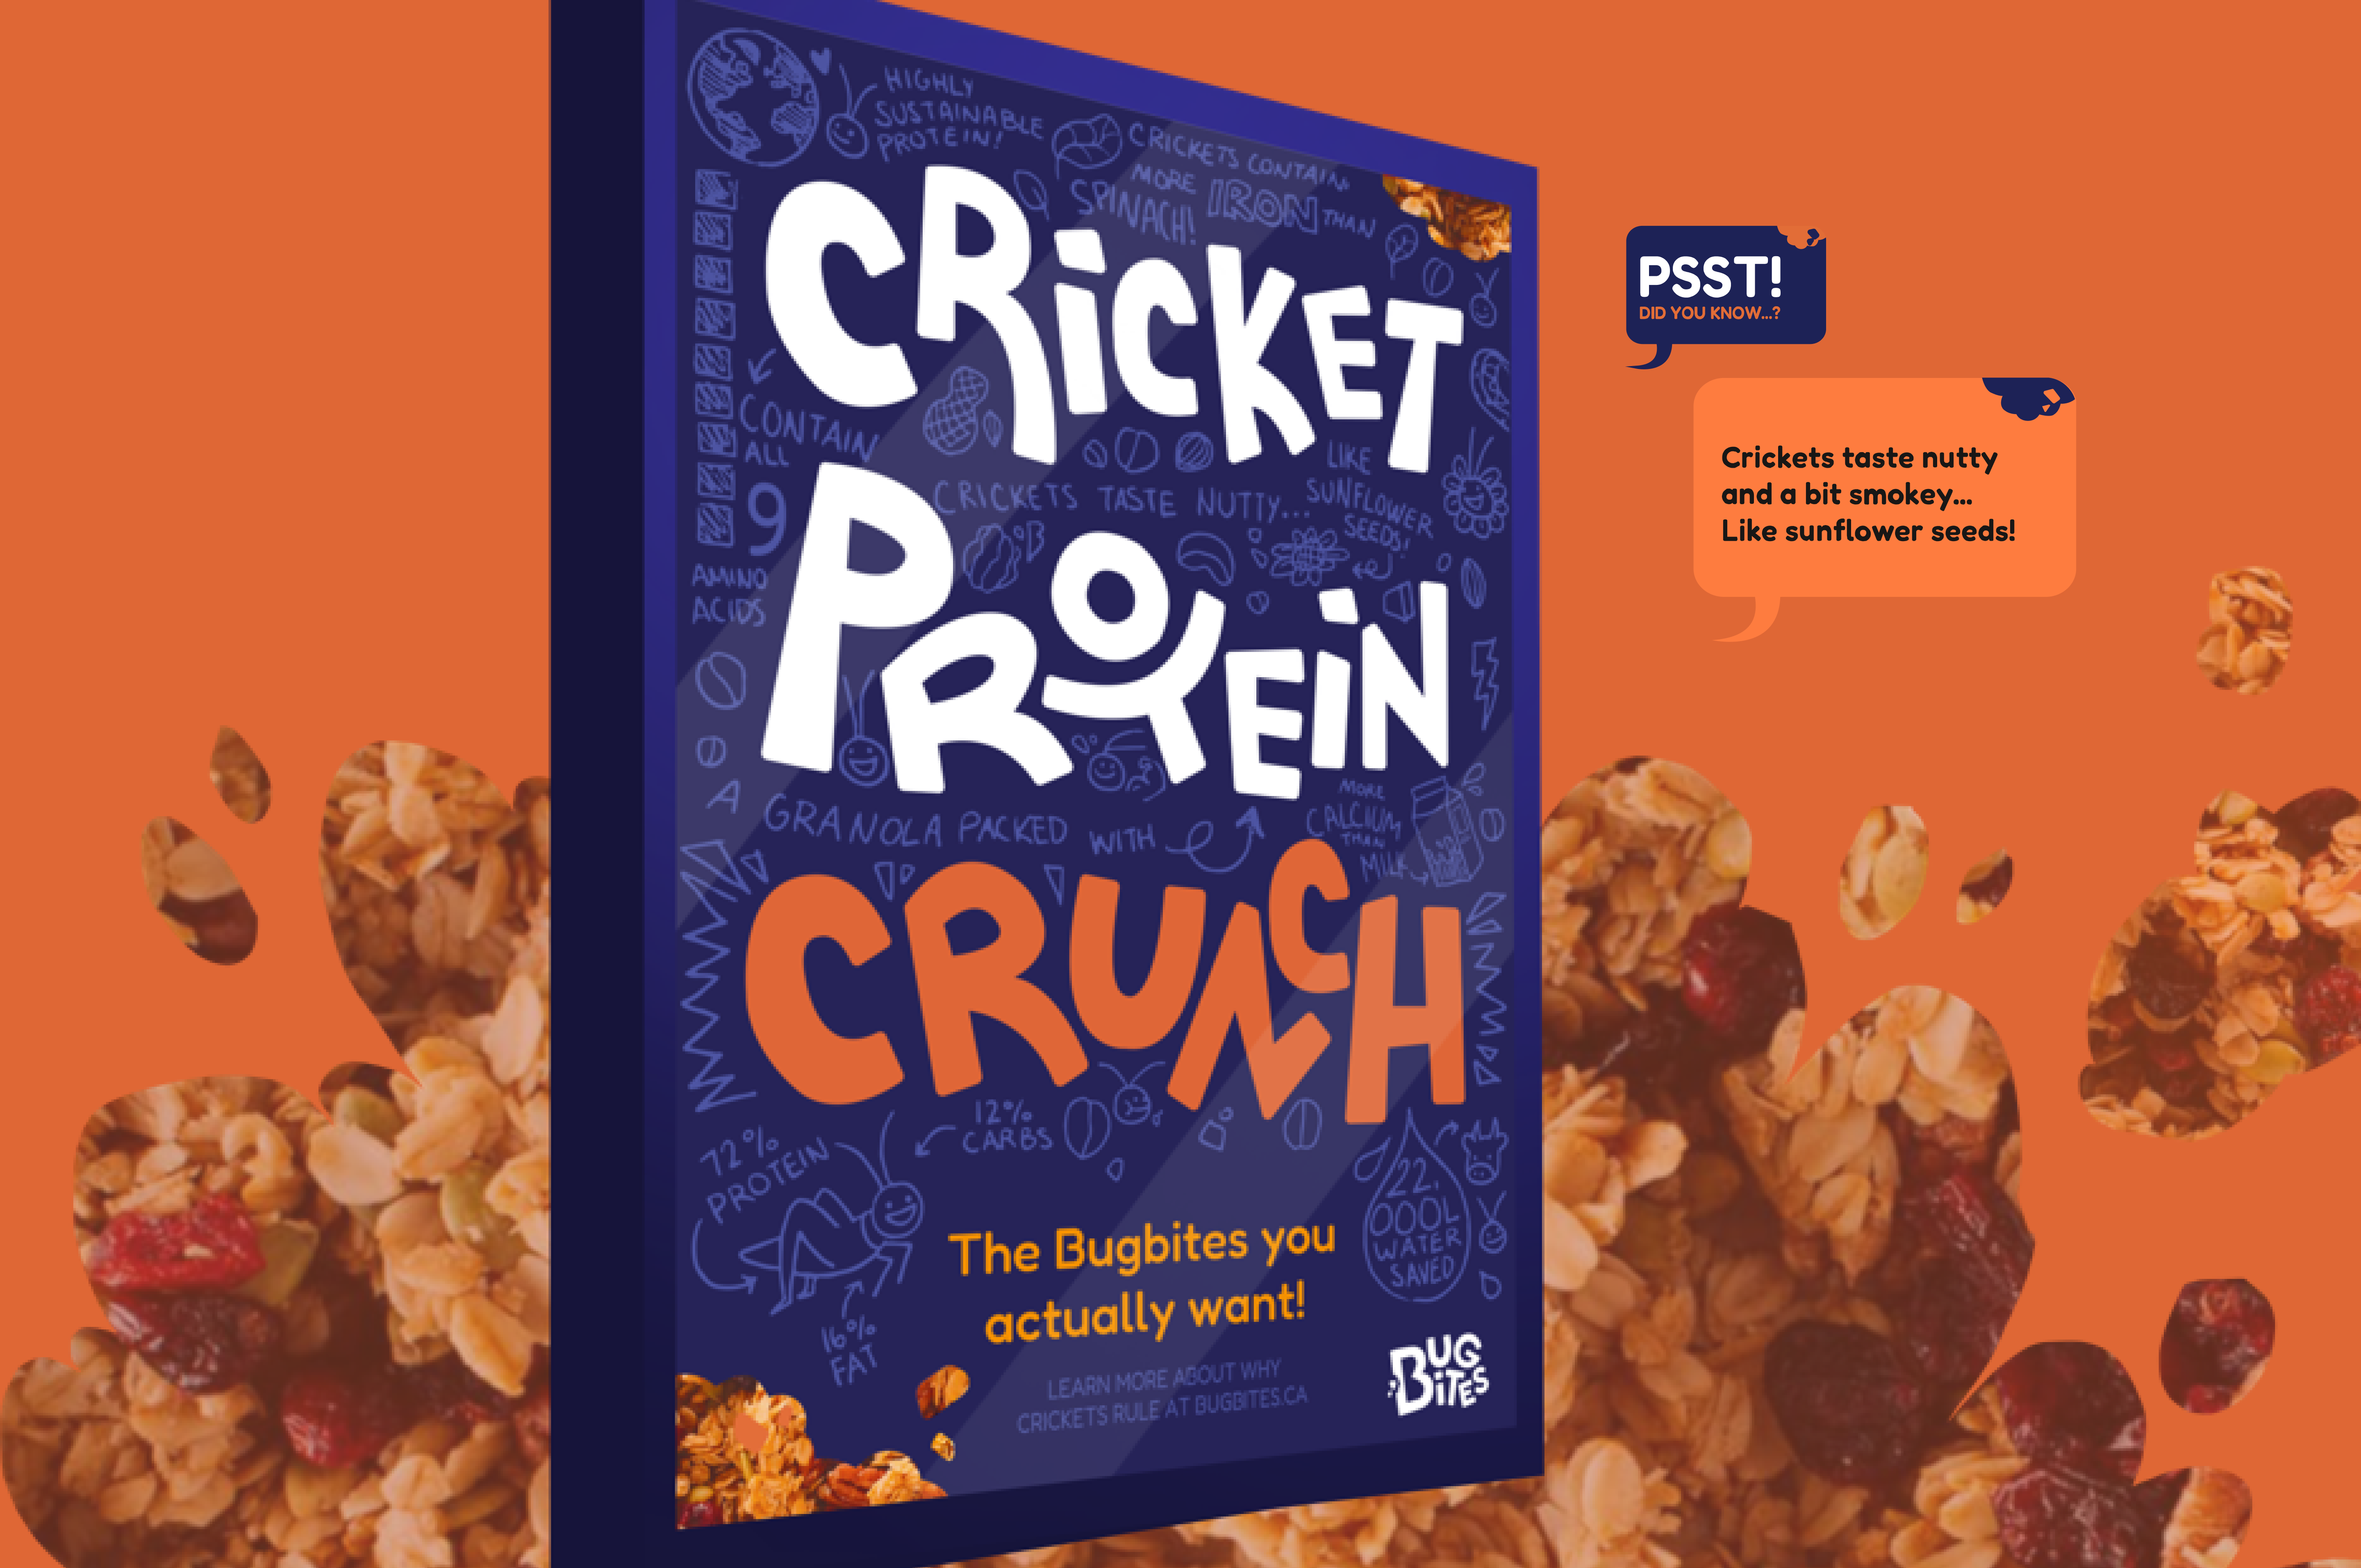 HIGHLY
SUSTAINABLE
PROTEIN!
CRICKETS CONTAIN
MORE IRON THAN
SPINACH!
CRICKET
CONTAIN
ALL
9
AMINO
ACIDS
CRICKETS TASTE NUTTY...
LIKE
SUNFLOWER
SEEDS!
PROTEIN
A GRANOLA PACKED WITH
MORE
CALCIUM
THAN
MILK
CRUNCH
72%
PROTEIN
12%
CARBS
16%
FAT
22,
000L
WATER
SAVED
The Bugbites you
actually want!
LEARN MORE ABOUT WHY
CRICKETS RULE AT BUGBITES.CA
BUG
BITES
PSST!
DID YOU KNOW...?
Crickets taste nutty
and a bit smokey...
Like sunflower seeds!